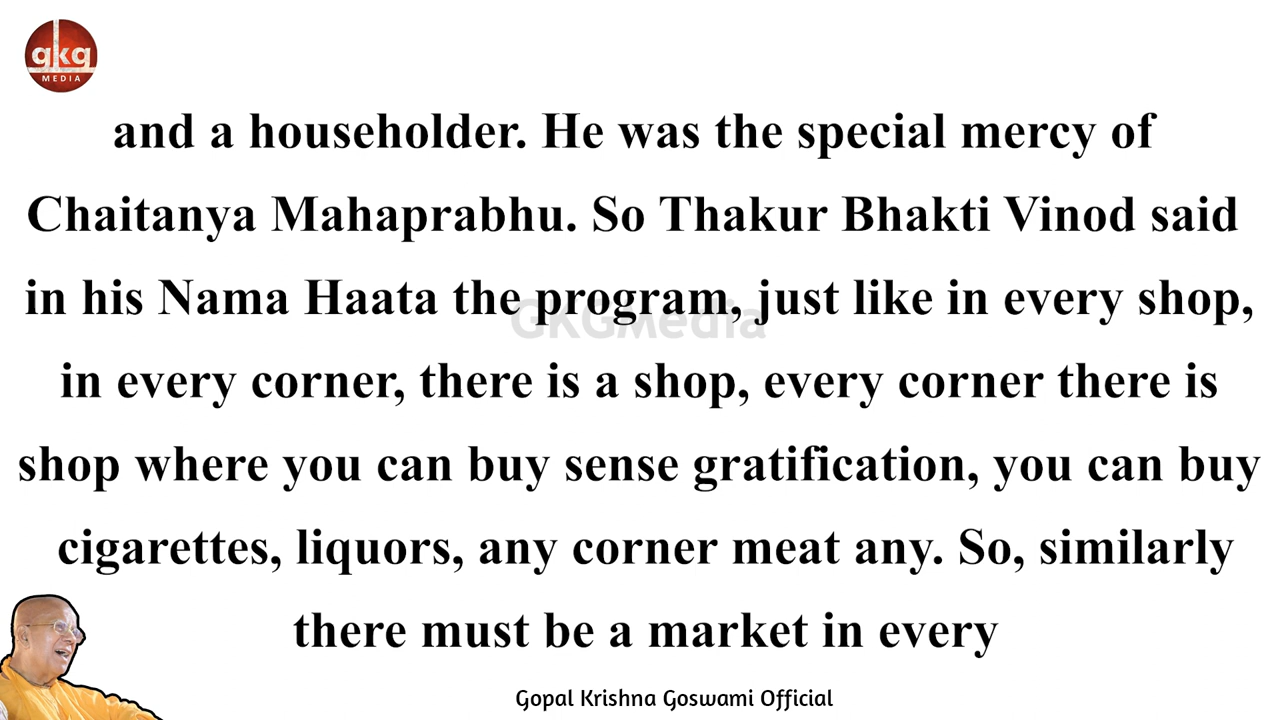 gkg
MEDIA
and a householder. He was the special mercy of
Chaitanya Mahaprabhu. So Thakur Bhakti Vinod said
in his Nama Haata the program, just like in every shop,
GKGMedia
in every corner, there is a shop, every corner there is
shop where you can buy sense gratification, you can buy
cigarettes, liquors, any corner meat any. So, similarly
there must be a market in every
Gopal Krishna Goswami Official